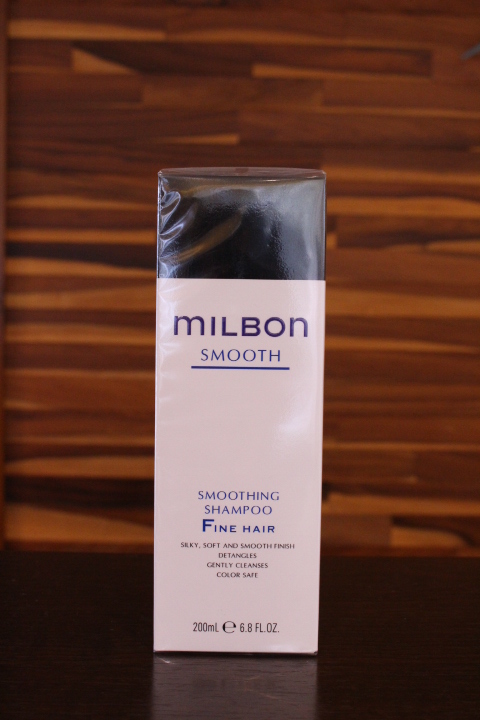 MILBON
SMOOTH
SMOOTHING
SHAMPOO
FINE HAIR
SILKY, SOFT AND SMOOTH FINISH
DETANGLES
GENTLY CLEANSES
COLOR SAFE
200mL ℮ 6.8 FL.OZ.